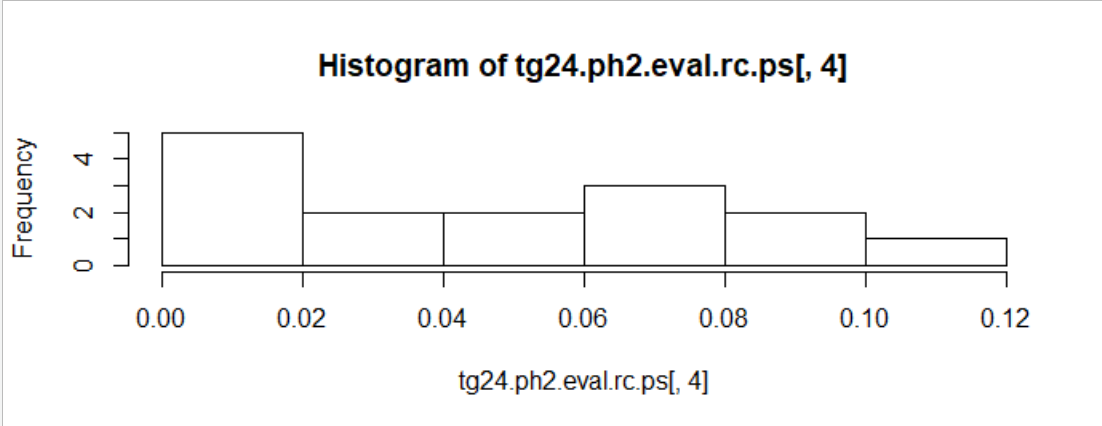 Histogram of tg24.ph2.eval.rc.ps[, 4]
Frequency
4
2
0
0.00 0.02 0.04 0.06 0.08 0.10 0.12
tg24.ph2.eval.rc.ps[, 4]